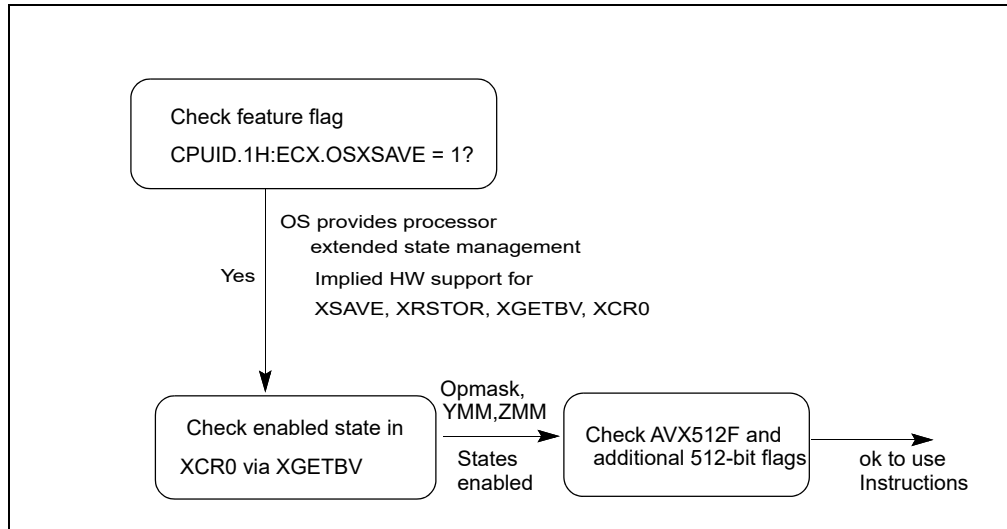 Check feature flag
CPUID.1H:ECX.OSXSAVE = 1?
OS provides processor
extended state management
Yes
Implied HW support for
XSAVE, XRSTOR, XGETBV, XCR0
Check enabled state in
XCR0 via XGETBV
Opmask,
YMM,ZMM
States
enabled
Check AVX512F and
additional 512-bit flags
ok to use
Instructions